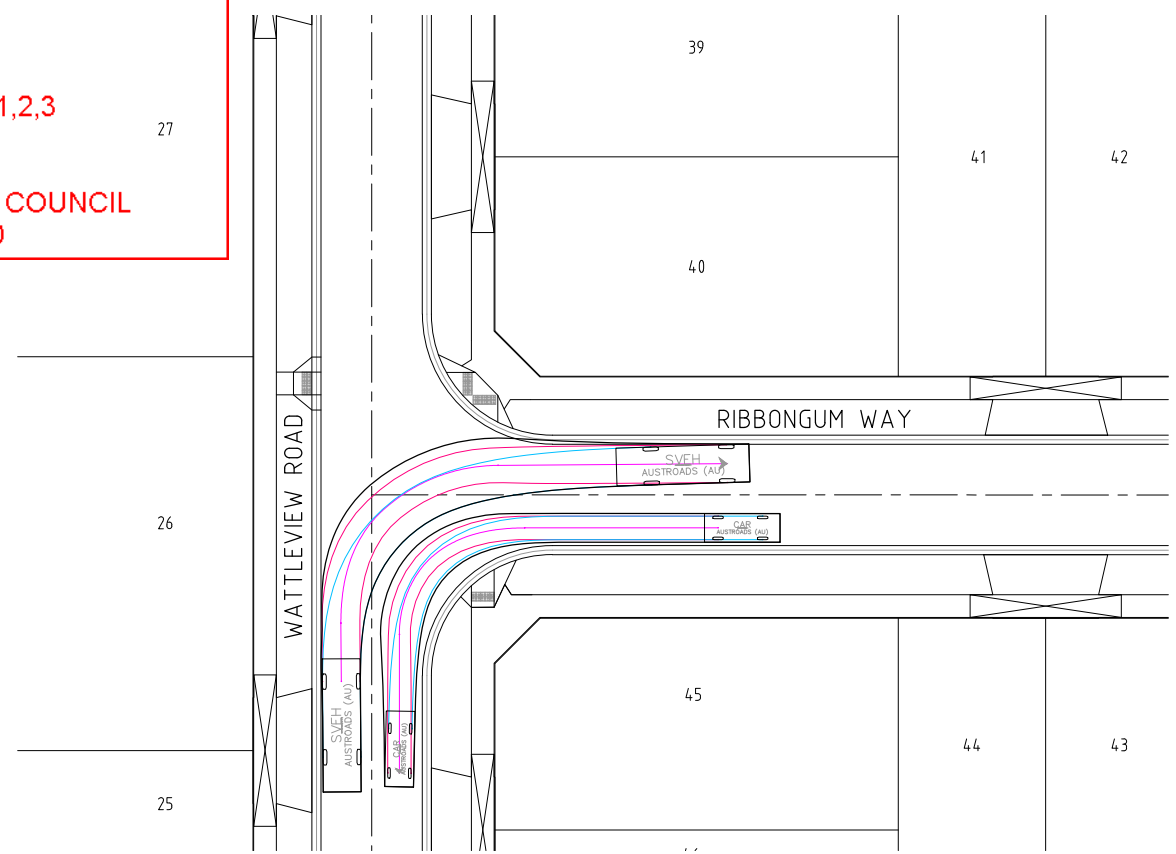 1,2,3
COUNCIL
27
39
41
42
40
RIBBONGUM WAY
WATTLEVIEW ROAD
SVEH
AUSTROADS (AU)
26
CAR
AUSTROADS (AU)
45
SVEH
AUSTROADS (AU)
CAR
AUSTROADS (AU)
44
43
25